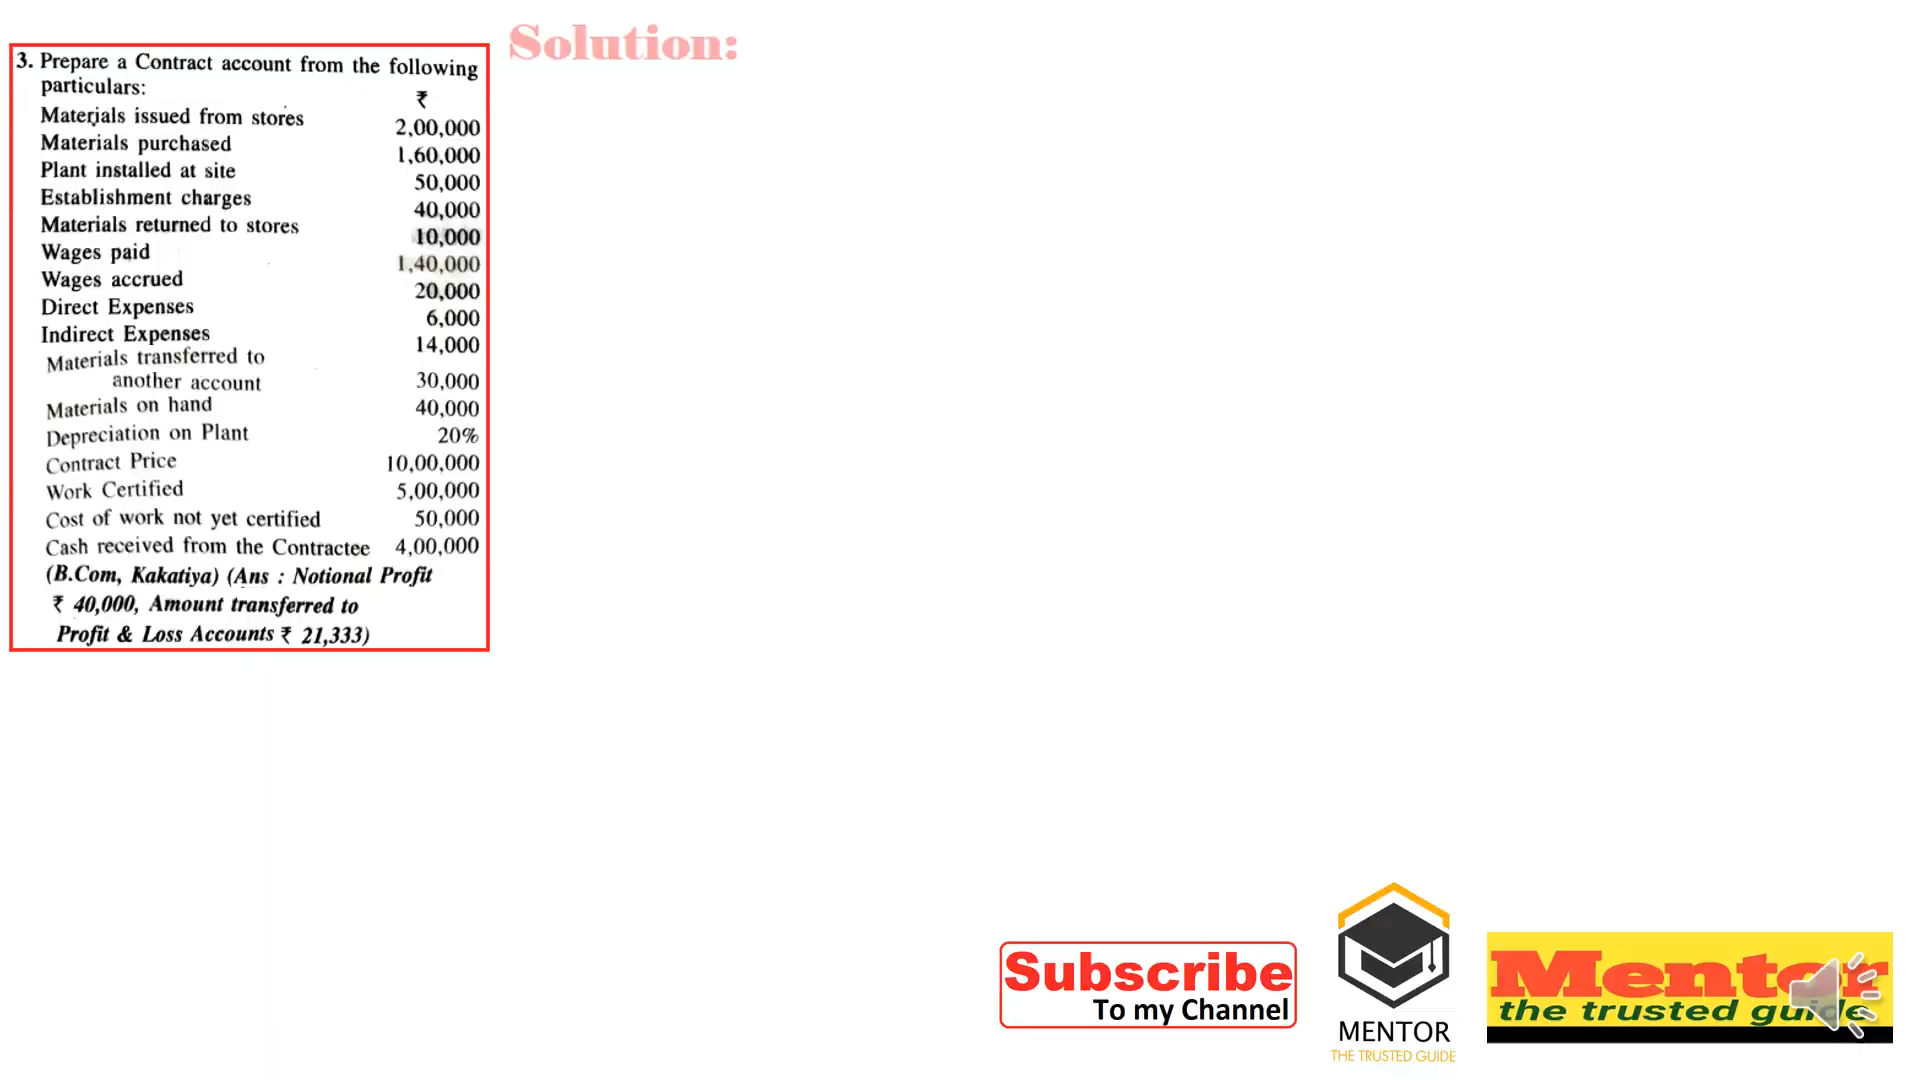 Solution:
3. Prepare a Contract account from the following
particulars:
₹
Materials issued from stores 2,00,000
Materials purchased 1,60,000
Plant installed at site 50,000
Establishment charges 40,000
Materials returned to stores 10,000
Wages paid 1,40,000
Wages accrued 20,000
Direct Expenses 6,000
Indirect Expenses 14,000
Materials transferred to
another account 30,000
Materials on hand 40,000
Depreciation on Plant 20%
Contract Price 10,00,000
Work Certified 5,00,000
Cost of work not yet certified 50,000
Cash received from the Contractee 4,00,000
(B.Com, Kakatiya) (Ans : Notional Profit
₹ 40,000, Amount transferred to
Profit & Loss Accounts ₹ 21,333)
Subscribe
To my Channel
MENTOR
THE TRUSTED GUIDE
Mentor
the trusted guide